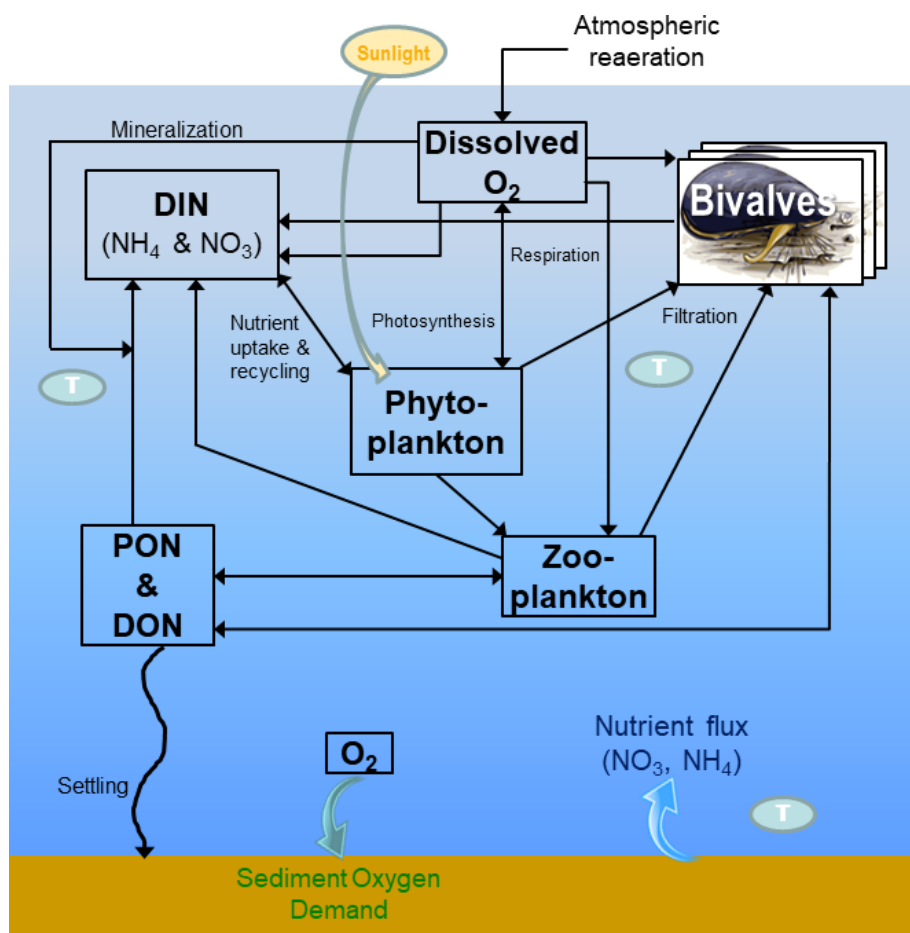 Atmospheric
reaeration
Sunlight
Mineralization
Dissolved
O₂
Bivalves
DIN
(NH₄ & NO₃)
Respiration
Nutrient
uptake &
recycling
Photosynthesis
Filtration
T
T
Phyto-
plankton
PON
&
DON
Zoo-
plankton
Nutrient flux
(NO₃, NH₄)
O₂
Settling
T
Sediment Oxygen
Demand